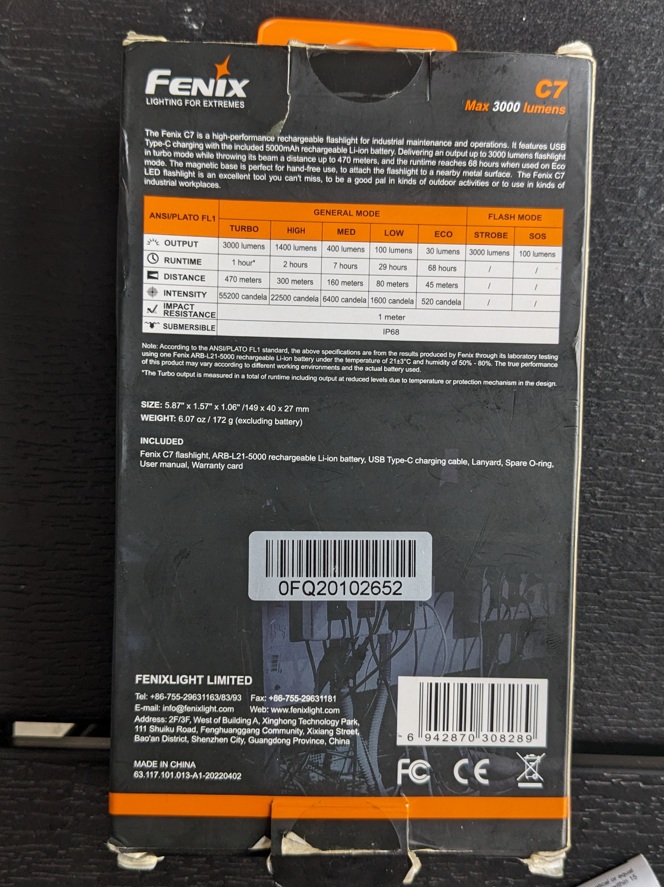 FENIX
LIGHTING FOR EXTREMES
C7
Max 3000 lumens
The Fenix C7 is a high-performance rechargeable flashlight for industrial maintenance and operations. It features USB
Type-C charging with the included 5000mAh rechargeable Li-ion battery. Delivering an output up to 3000 lumens flashlight
in turbo mode while throwing its beam a distance up to 470 meters, and the runtime reaches 68 hours when used on Eco
mode. The magnetic base is perfect for hand-free use, to attach the flashlight to a nearby metal surface. The Fenix C7
LED flashlight is an excellent tool you can't miss, to be a good pal in kinds of outdoor activities or to use in kinds of
industrial workplaces.
ANSI/PLATO FL1 GENERAL MODE FLASH MODE
TURBO HIGH MED LOW ECO STROBE SOS
OUTPUT 3000 lumens 1400 lumens 400 lumens 100 lumens 30 lumens 3000 lumens 100 lumens
RUNTIME 1 hour* 2 hours 7 hours 29 hours 68 hours / /
DISTANCE 470 meters 300 meters 160 meters 80 meters 45 meters / /
INTENSITY 55200 candela 22500 candela 6400 candela 1600 candela 520 candela / /
IMPACT RESISTANCE 1 meter
SUBMERSIBLE IP68
Note: According to the ANSI/PLATO FL1 standard, the above specifications are from the results produced by Fenix through its laboratory testing
using one Fenix ARB-L21-5000 rechargeable Li-ion battery under the temperature of 21±3°C and humidity of 50% - 80%. The true performance
of this product may vary according to different working environments and the actual battery used.
*The Turbo output is measured in a total of runtime including output at reduced levels due to temperature or protection mechanism in the design.
SIZE: 5.87" x 1.57" x 1.06" /149 x 40 x 27 mm
WEIGHT: 6.07 oz / 172 g (excluding battery)
INCLUDED
Fenix C7 flashlight, ARB-L21-5000 rechargeable Li-ion battery, USB Type-C charging cable, Lanyard, Spare O-ring,
User manual, Warranty card
0FQ20102652
FENIXLIGHT LIMITED
Tel: +86-755-29631163/83/93 Fax: +86-755-29631181
E-mail: info@fenixlight.com Web: www.fenixlight.com
Address: 2F/3F, West of Building A, Xinghong Technology Park,
111 Shuiku Road, Fenghuanggang Community, Xixiang Street,
Bao'an District, Shenzhen City, Guangdong Province, China
6 942870 308289
MADE IN CHINA
63.117.101.013-A1-20220402
FC CE